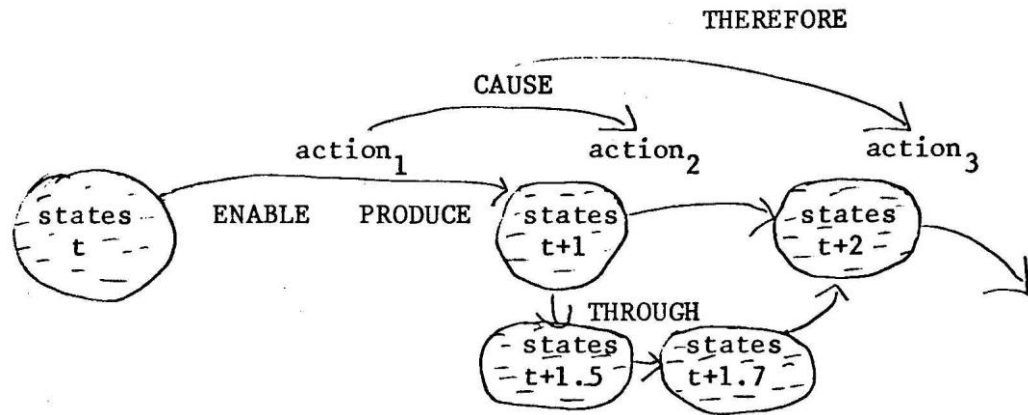 THEREFORE
CAUSE
action₁ action₂ action₃
states t
ENABLE PRODUCE
states t+1
states t+2
THROUGH
states t+1.5
states t+1.7